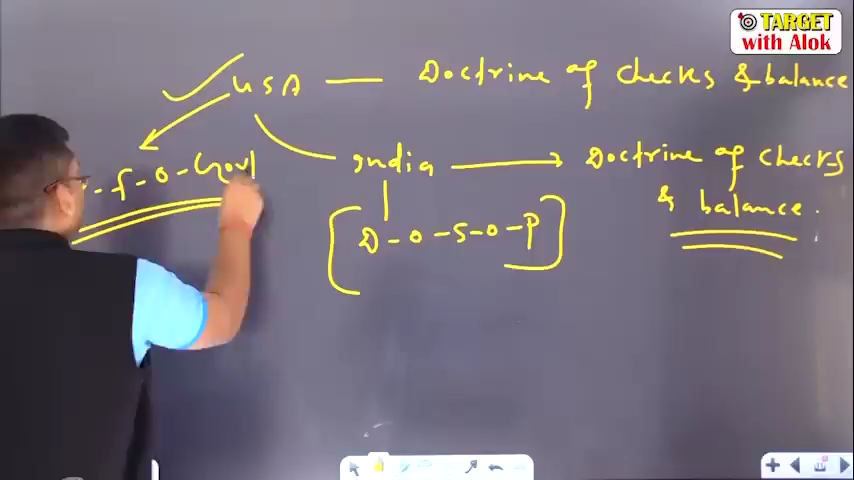 TARGET
with Alok
USA — Doctrine of checks & balance
India → Doctrine of checks
& balance.
-f-o-Govt
[D-o-S-o-P]